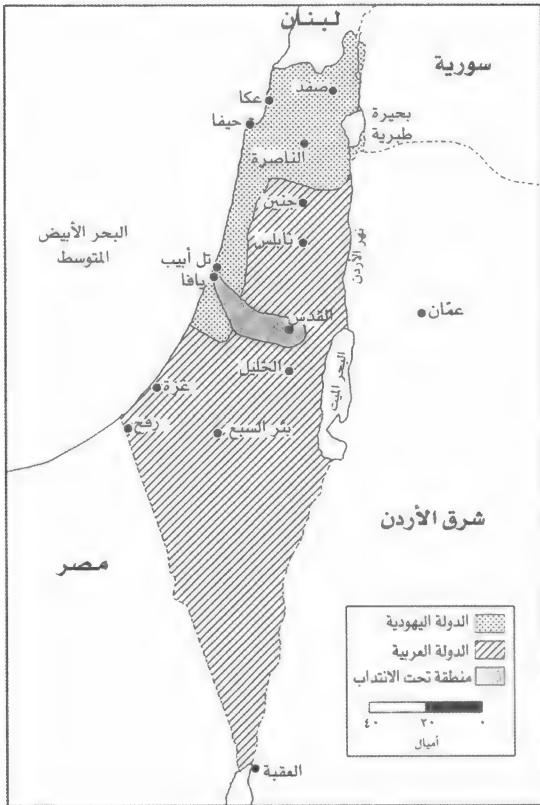 لبنان
سورية
صفد
عكا
بحيرة
طبرية
حيفا
الناصرة
جنين
نهر الأردن
نابلس
البحر الأبيض
المتوسط
تل أبيب
يافا
عمّان
القدس
البحر الميت
الخليل
غزة
رفح
بئر السبع
شرق الأردن
مصر
الدولة اليهودية
الدولة العربية
منطقة تحت الانتداب
٤٠ ٢٠ ٠
أميال
العقبة